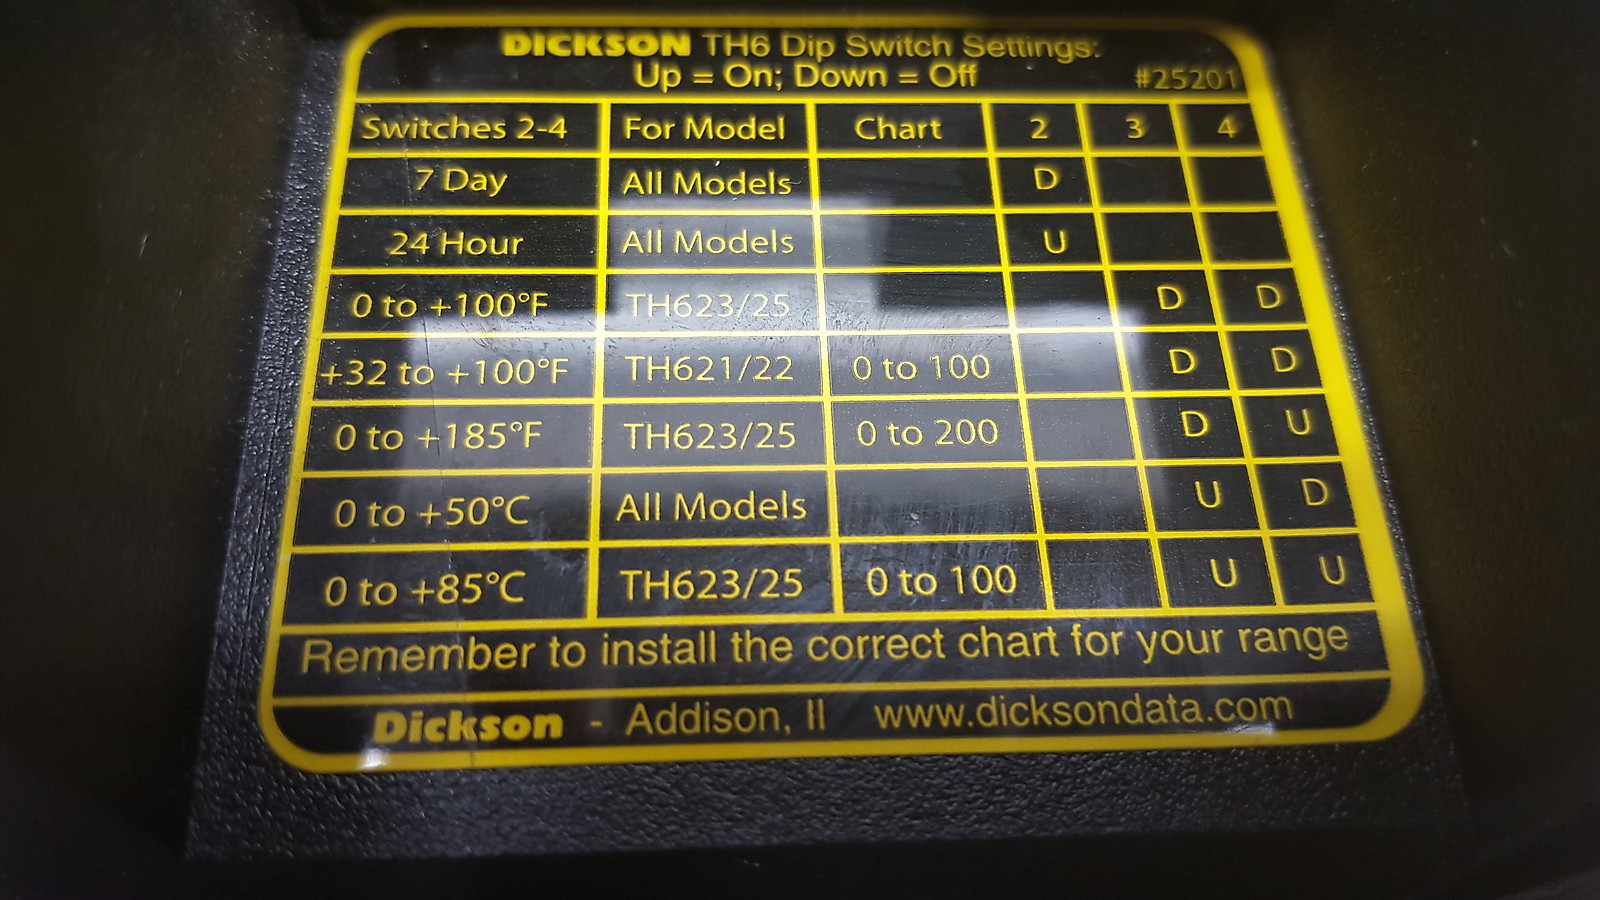 DICKSON TH6 Dip Switch Settings:
Up = On; Down = Off #25201
Switches 2-4 For Model Chart 2 3 4
7 Day All Models D
24 Hour All Models U
0 to +100°F TH623/25 D D
+32 to +100°F TH621/22 0 to 100 D D
0 to +185°F TH623/25 0 to 200 D U
0 to +50°C All Models U D
0 to +85°C TH623/25 0 to 100 U U
Remember to install the correct chart for your range
Dickson - Addison, Il www.dicksondata.com